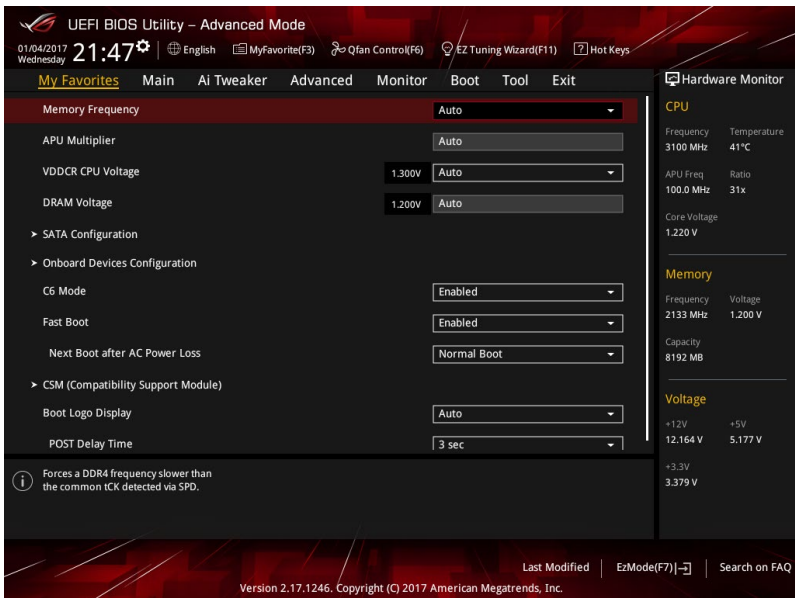 UEFI BIOS Utility – Advanced Mode
01/04/2017 Wednesday 21:47 English MyFavorite(F3) Qfan Control(F6) EZ Tuning Wizard(F11) ? Hot Keys
My Favorites Main Ai Tweaker Advanced Monitor Boot Tool Exit
Memory Frequency Auto
APU Multiplier Auto
VDDCR CPU Voltage 1.300V Auto
DRAM Voltage 1.200V Auto
> SATA Configuration
> Onboard Devices Configuration
C6 Mode Enabled
Fast Boot Enabled
Next Boot after AC Power Loss Normal Boot
> CSM (Compatibility Support Module)
Boot Logo Display Auto
POST Delay Time 3 sec
Forces a DDR4 frequency slower than
the common tCK detected via SPD.
Hardware Monitor
CPU
Frequency Temperature
3100 MHz 41°C
APU Freq Ratio
100.0 MHz 31x
Core Voltage
1.220 V
Memory
Frequency Voltage
2133 MHz 1.200 V
Capacity
8192 MB
Voltage
+12V +5V
12.164 V 5.177 V
+3.3V
3.379 V
Last Modified EzMode(F7) Search on FAQ
Version 2.17.1246. Copyright (C) 2017 American Megatrends, Inc.